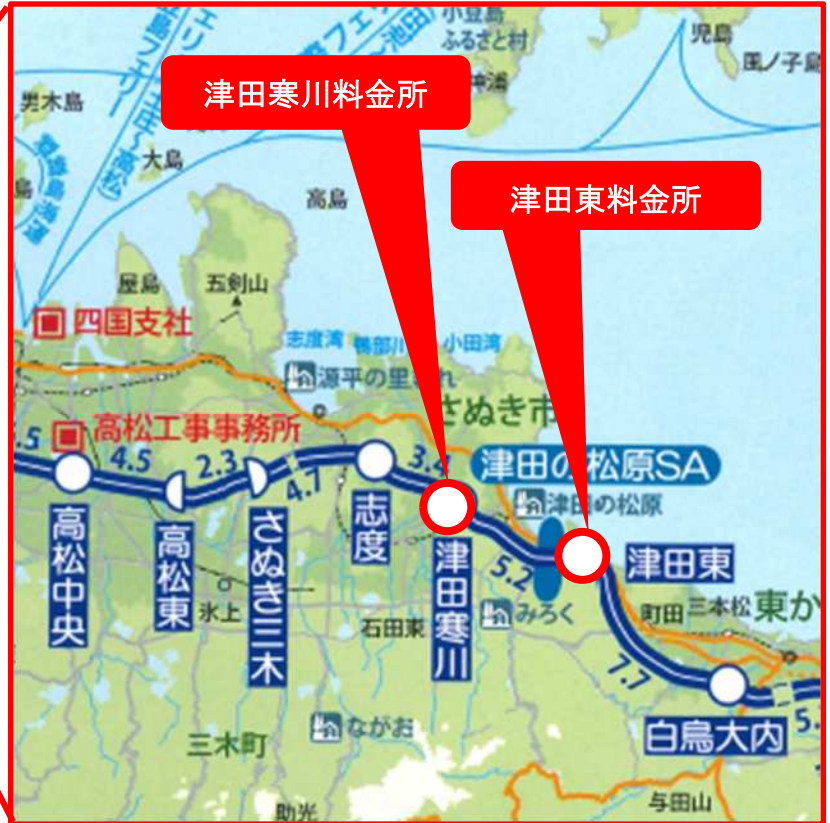 小豆島
ふるさと村
児島
風ノ子島
男木島
大島
高島
津田寒川料金所
津田東料金所
屋島
五剣山
四国支社
志度湾
鴨部川
小田湾
源平の里
さぬき市
高松工事事務所
4.5
2.3
4.7
3.4
津田の松原SA
津田の松原
高松中央
高松東
さぬき三木
志度
津田寒川
5.2
津田東
みろく
氷上
石田東
町田
三本松
東か
7.7
白鳥大内
5.
ながお
三木町
助光
与田山